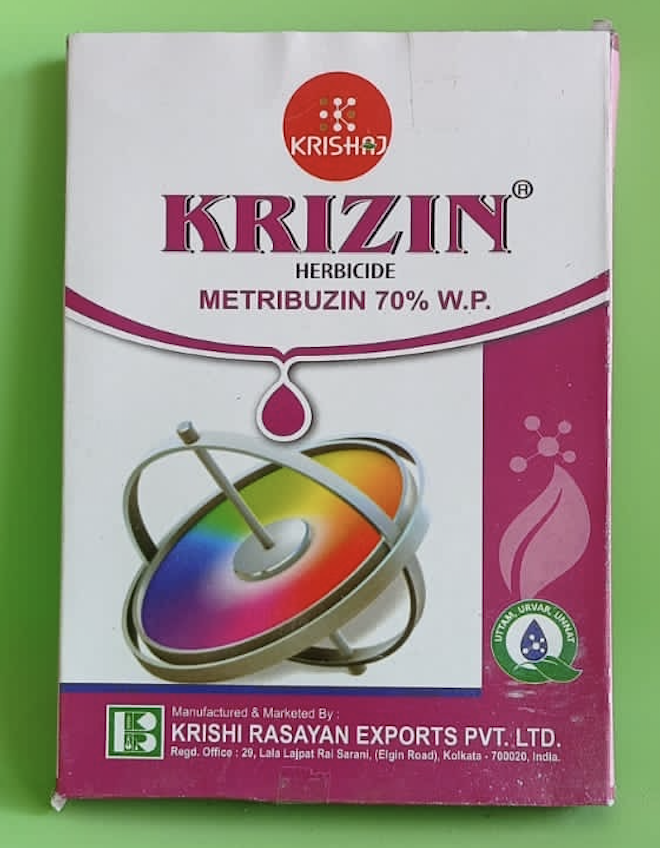 KRISHAJ
KRIZIN®
HERBICIDE
METRIBUZIN 70% W.P.
UTTAM, URVAR, UNNAT
Manufactured & Marketed By :
KRISHI RASAYAN EXPORTS PVT. LTD.
Regd. Office : 29, Lala Lajpat Rai Sarani, (Elgin Road), Kolkata - 700020, India.